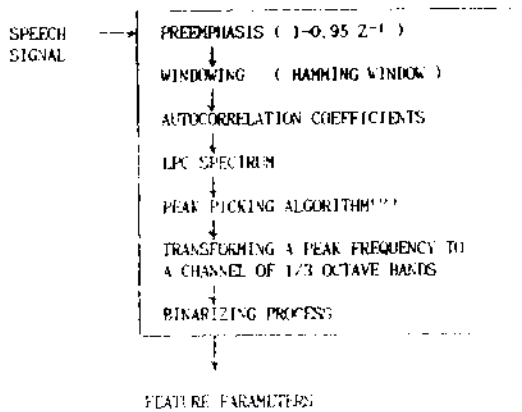 SPEECH
SIGNAL
PREEMPHASIS ( 1-0.95 Z⁻¹ )
WINDOWING ( HAMMING WINDOW )
AUTOCORRELATION COEFFICIENTS
LPC SPECTRUM
PEAK PICKING ALGORITHM
TRANSFORMING A PEAK FREQUENCY TO
A CHANNEL OF 1/3 OCTAVE BANDS
BINARIZING PROCESS
FEATURE PARAMETERS